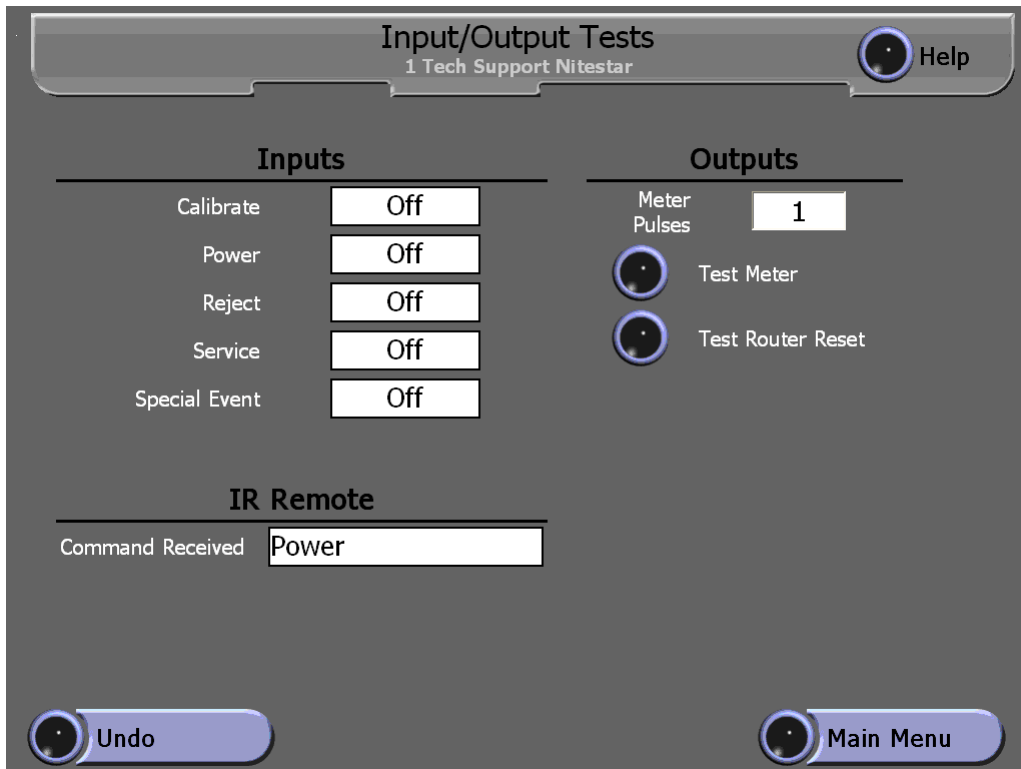 Input/Output Tests
1 Tech Support Nitestar
Help
Inputs
Calibrate Off
Power Off
Reject Off
Service Off
Special Event Off
Outputs
Meter
Pulses
1
Test Meter
Test Router Reset
IR Remote
Command Received Power
Undo
Main Menu